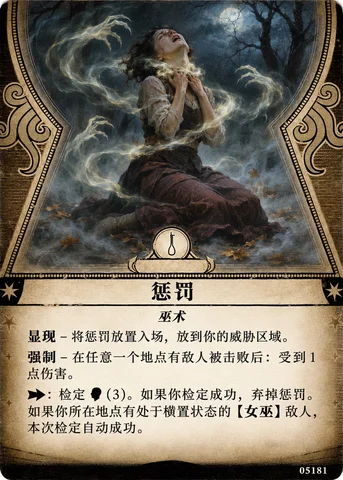 惩罚
巫术
显现 – 将惩罚放置入场，放到你的威胁区域。
强制 – 在任意一个地点有敌人被击败后：受到 1
点伤害。
：检定 (3)。如果你检定成功，弃掉惩罚。
如果你所在地点有处于横置状态的【女巫】敌人，
本次检定自动成功。
05181